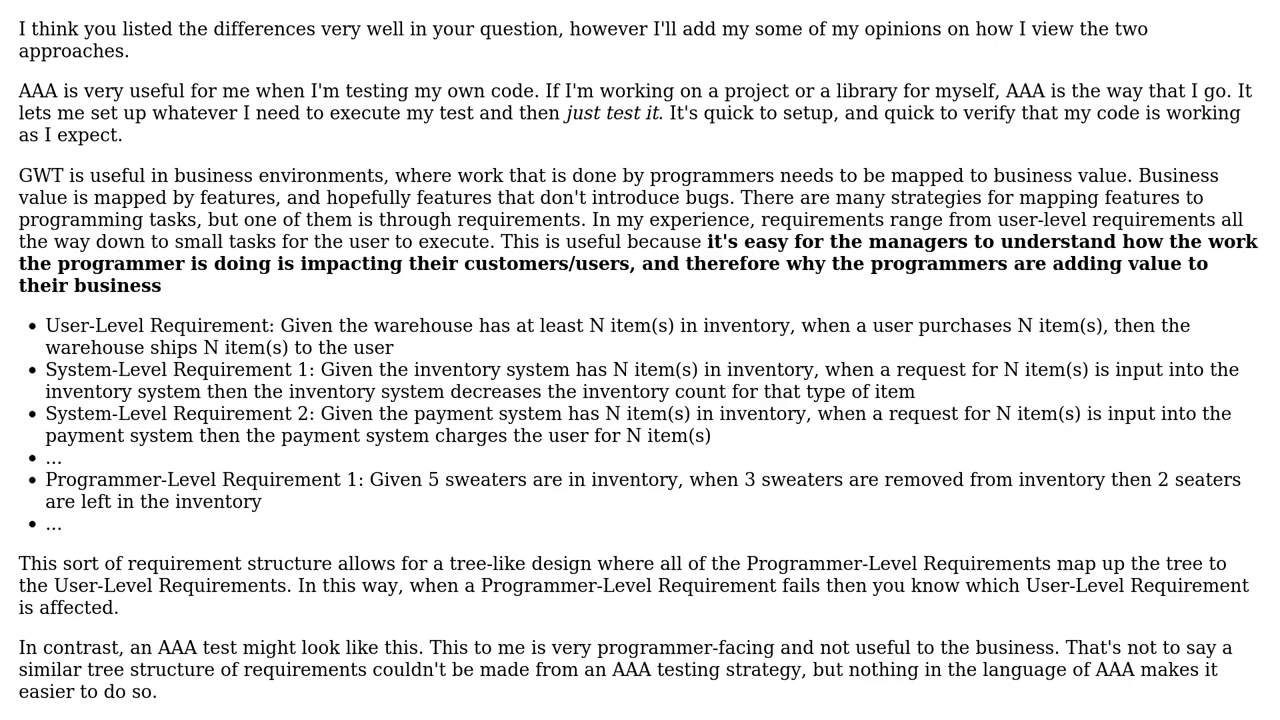 I think you listed the differences very well in your question, however I'll add my some of my opinions on how I view the two
approaches.
AAA is very useful for me when I'm testing my own code. If I'm working on a project or a library for myself, AAA is the way that I go. It
lets me set up whatever I need to execute my test and then just test it. It's quick to setup, and quick to verify that my code is working
as I expect.
GWT is useful in business environments, where work that is done by programmers needs to be mapped to business value. Business
value is mapped by features, and hopefully features that don't introduce bugs. There are many strategies for mapping features to
programming tasks, but one of them is through requirements. In my experience, requirements range from user-level requirements all
the way down to small tasks for the user to execute. This is useful because it's easy for the managers to understand how the work
the programmer is doing is impacting their customers/users, and therefore why the programmers are adding value to
their business
• User-Level Requirement: Given the warehouse has at least N item(s) in inventory, when a user purchases N item(s), then the
warehouse ships N item(s) to the user
• System-Level Requirement 1: Given the inventory system has N item(s) in inventory, when a request for N item(s) is input into the
inventory system then the inventory system decreases the inventory count for that type of item
• System-Level Requirement 2: Given the payment system has N item(s) in inventory, when a request for N item(s) is input into the
payment system then the payment system charges the user for N item(s)
• ...
• Programmer-Level Requirement 1: Given 5 sweaters are in inventory, when 3 sweaters are removed from inventory then 2 seaters
are left in the inventory
• ...
This sort of requirement structure allows for a tree-like design where all of the Programmer-Level Requirements map up the tree to
the User-Level Requirements. In this way, when a Programmer-Level Requirement fails then you know which User-Level Requirement
is affected.
In contrast, an AAA test might look like this. This to me is very programmer-facing and not useful to the business. That's not to say a
similar tree structure of requirements couldn't be made from an AAA testing strategy, but nothing in the language of AAA makes it
easier to do so.